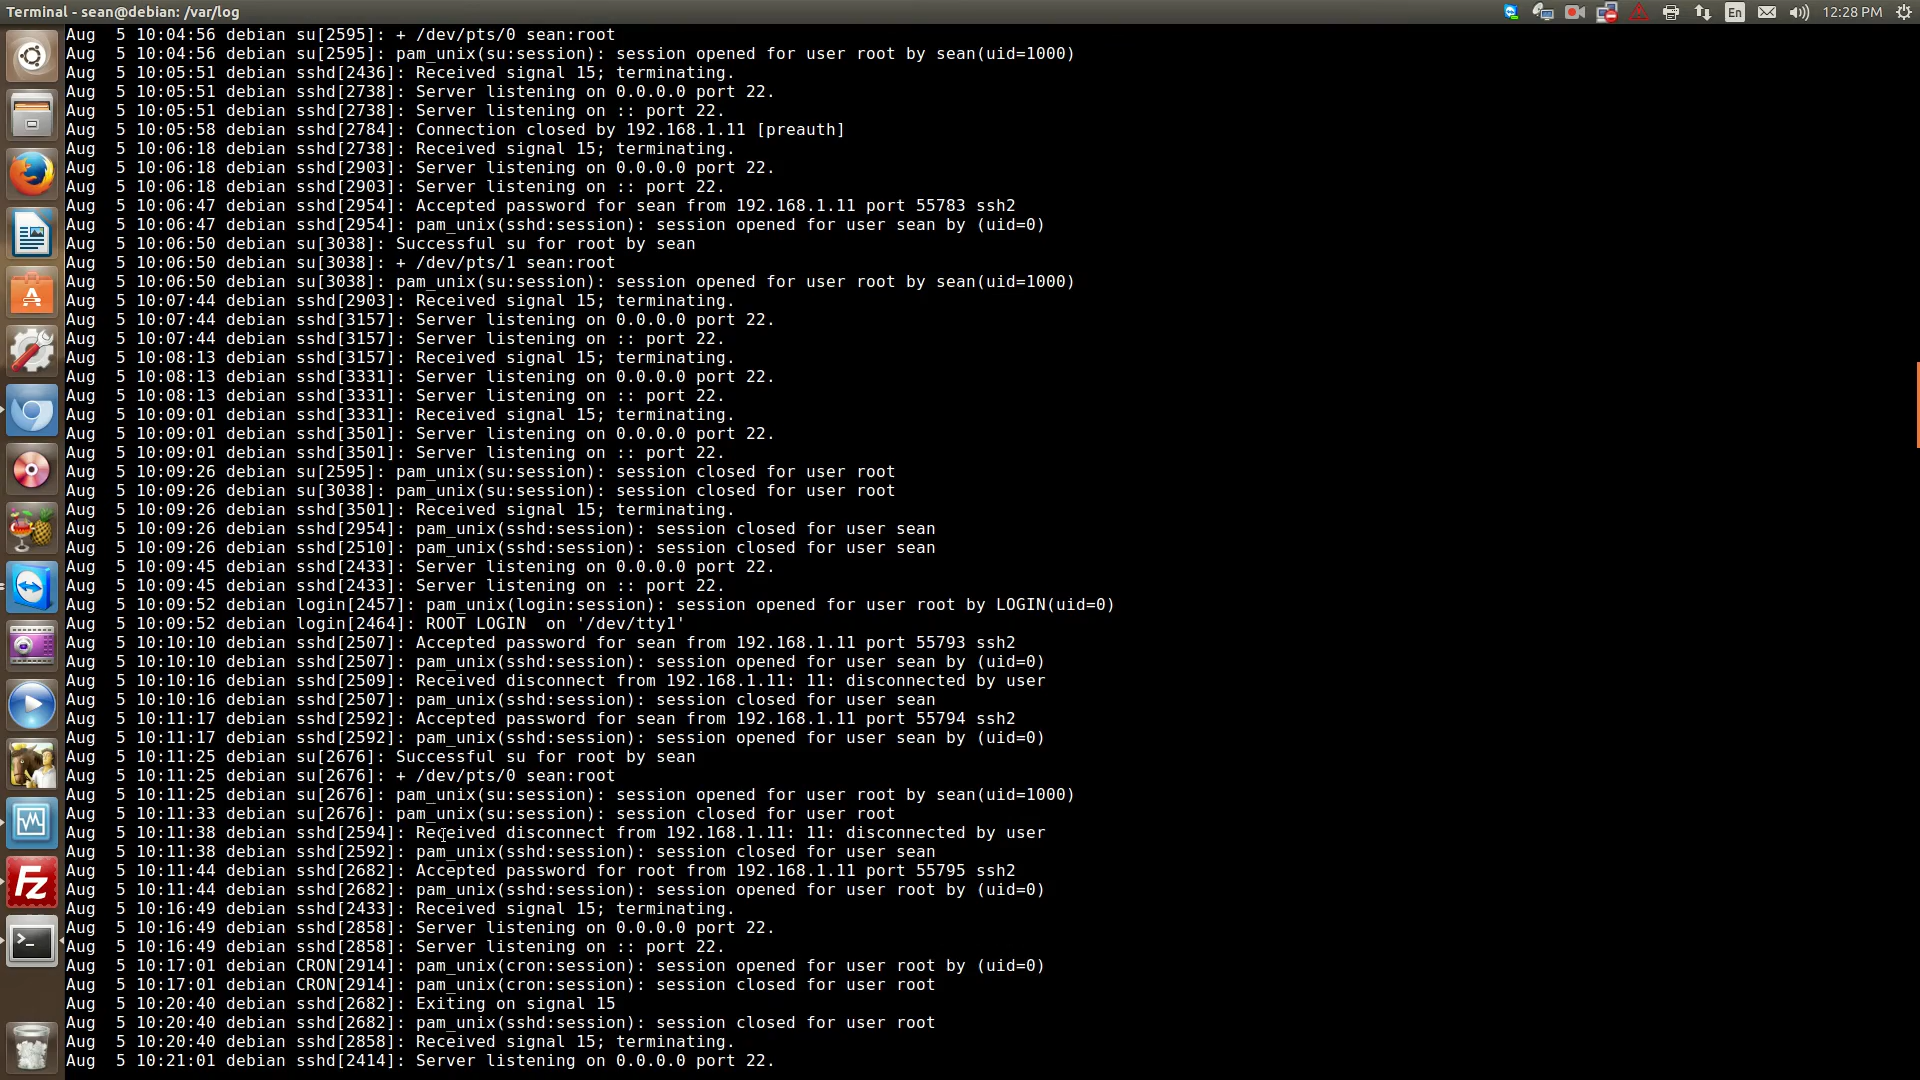 Terminal - sean@debian: /var/log
En
12:28 PM
Aug  5 10:04:56 debian su[2595]: + /dev/pts/0 sean:root
Aug  5 10:04:56 debian su[2595]: pam_unix(su:session): session opened for user root by sean(uid=1000)
Aug  5 10:05:51 debian sshd[2436]: Received signal 15; terminating.
Aug  5 10:05:51 debian sshd[2738]: Server listening on 0.0.0.0 port 22.
Aug  5 10:05:51 debian sshd[2738]: Server listening on :: port 22.
Aug  5 10:05:58 debian sshd[2784]: Connection closed by 192.168.1.11 [preauth]
Aug  5 10:06:18 debian sshd[2738]: Received signal 15; terminating.
Aug  5 10:06:18 debian sshd[2903]: Server listening on 0.0.0.0 port 22.
Aug  5 10:06:18 debian sshd[2903]: Server listening on :: port 22.
Aug  5 10:06:47 debian sshd[2954]: Accepted password for sean from 192.168.1.11 port 55783 ssh2
Aug  5 10:06:47 debian sshd[2954]: pam_unix(sshd:session): session opened for user sean by (uid=0)
Aug  5 10:06:50 debian su[3038]: Successful su for root by sean
Aug  5 10:06:50 debian su[3038]: + /dev/pts/1 sean:root
Aug  5 10:06:50 debian su[3038]: pam_unix(su:session): session opened for user root by sean(uid=1000)
Aug  5 10:07:44 debian sshd[2903]: Received signal 15; terminating.
Aug  5 10:07:44 debian sshd[3157]: Server listening on 0.0.0.0 port 22.
Aug  5 10:07:44 debian sshd[3157]: Server listening on :: port 22.
Aug  5 10:08:13 debian sshd[3157]: Received signal 15; terminating.
Aug  5 10:08:13 debian sshd[3331]: Server listening on 0.0.0.0 port 22.
Aug  5 10:08:13 debian sshd[3331]: Server listening on :: port 22.
Aug  5 10:09:01 debian sshd[3331]: Received signal 15; terminating.
Aug  5 10:09:01 debian sshd[3501]: Server listening on 0.0.0.0 port 22.
Aug  5 10:09:01 debian sshd[3501]: Server listening on :: port 22.
Aug  5 10:09:26 debian su[2595]: pam_unix(su:session): session closed for user root
Aug  5 10:09:26 debian su[3038]: pam_unix(su:session): session closed for user root
Aug  5 10:09:26 debian sshd[3501]: Received signal 15; terminating.
Aug  5 10:09:26 debian sshd[2954]: pam_unix(sshd:session): session closed for user sean
Aug  5 10:09:26 debian sshd[2510]: pam_unix(sshd:session): session closed for user sean
Aug  5 10:09:45 debian sshd[2433]: Server listening on 0.0.0.0 port 22.
Aug  5 10:09:45 debian sshd[2433]: Server listening on :: port 22.
Aug  5 10:09:52 debian login[2457]: pam_unix(login:session): session opened for user root by LOGIN(uid=0)
Aug  5 10:09:52 debian login[2464]: ROOT LOGIN  on '/dev/tty1'
Aug  5 10:10:10 debian sshd[2507]: Accepted password for sean from 192.168.1.11 port 55793 ssh2
Aug  5 10:10:10 debian sshd[2507]: pam_unix(sshd:session): session opened for user sean by (uid=0)
Aug  5 10:10:16 debian sshd[2509]: Received disconnect from 192.168.1.11: 11: disconnected by user
Aug  5 10:10:16 debian sshd[2507]: pam_unix(sshd:session): session closed for user sean
Aug  5 10:11:17 debian sshd[2592]: Accepted password for sean from 192.168.1.11 port 55794 ssh2
Aug  5 10:11:17 debian sshd[2592]: pam_unix(sshd:session): session opened for user sean by (uid=0)
Aug  5 10:11:25 debian su[2676]: Successful su for root by sean
Aug  5 10:11:25 debian su[2676]: + /dev/pts/0 sean:root
Aug  5 10:11:25 debian su[2676]: pam_unix(su:session): session opened for user root by sean(uid=1000)
Aug  5 10:11:33 debian su[2676]: pam_unix(su:session): session closed for user root
Aug  5 10:11:38 debian sshd[2594]: Received disconnect from 192.168.1.11: 11: disconnected by user
Aug  5 10:11:38 debian sshd[2592]: pam_unix(sshd:session): session closed for user sean
Aug  5 10:11:44 debian sshd[2682]: Accepted password for root from 192.168.1.11 port 55795 ssh2
Aug  5 10:11:44 debian sshd[2682]: pam_unix(sshd:session): session opened for user root by (uid=0)
Aug  5 10:16:49 debian sshd[2433]: Received signal 15; terminating.
Aug  5 10:16:49 debian sshd[2858]: Server listening on 0.0.0.0 port 22.
Aug  5 10:16:49 debian sshd[2858]: Server listening on :: port 22.
Aug  5 10:17:01 debian CRON[2914]: pam_unix(cron:session): session opened for user root by (uid=0)
Aug  5 10:17:01 debian CRON[2914]: pam_unix(cron:session): session closed for user root
Aug  5 10:20:40 debian sshd[2682]: Exiting on signal 15
Aug  5 10:20:40 debian sshd[2682]: pam_unix(sshd:session): session closed for user root
Aug  5 10:20:40 debian sshd[2858]: Received signal 15; terminating.
Aug  5 10:21:01 debian sshd[2414]: Server listening on 0.0.0.0 port 22.